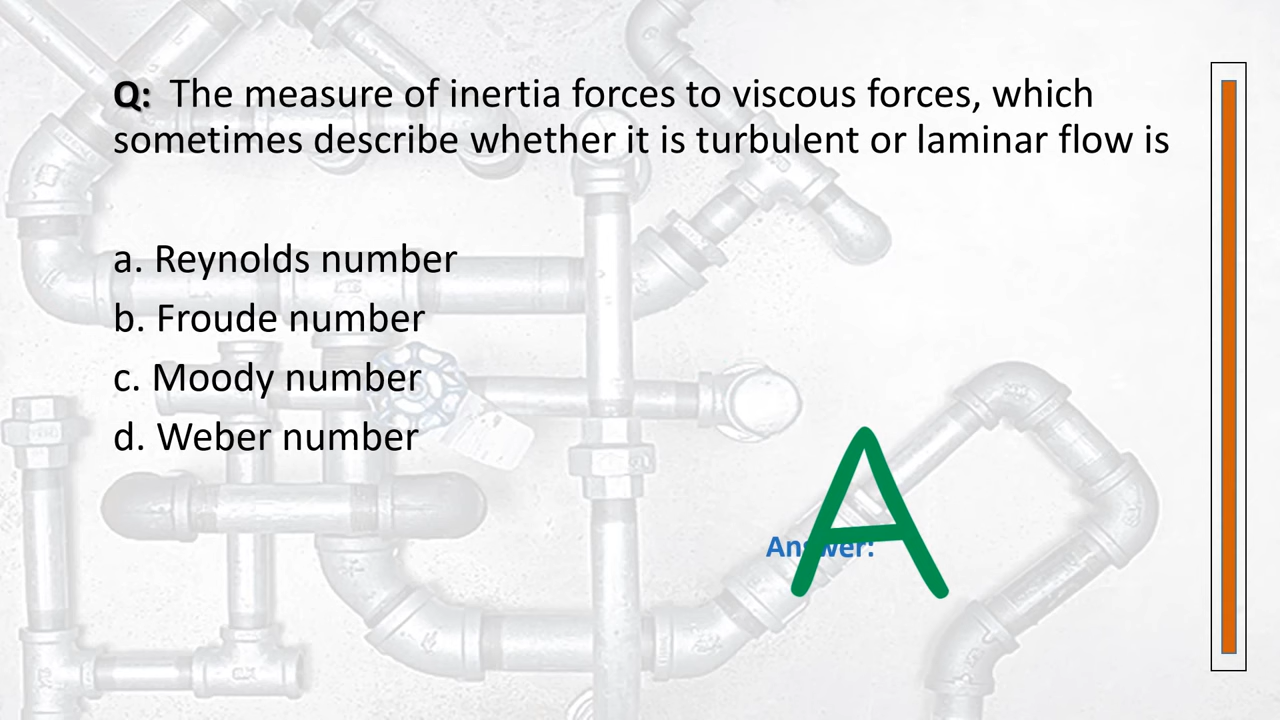 Q: The measure of inertia forces to viscous forces, which
sometimes describe whether it is turbulent or laminar flow is
a. Reynolds number
b. Froude number
c. Moody number
d. Weber number
A
Answer: